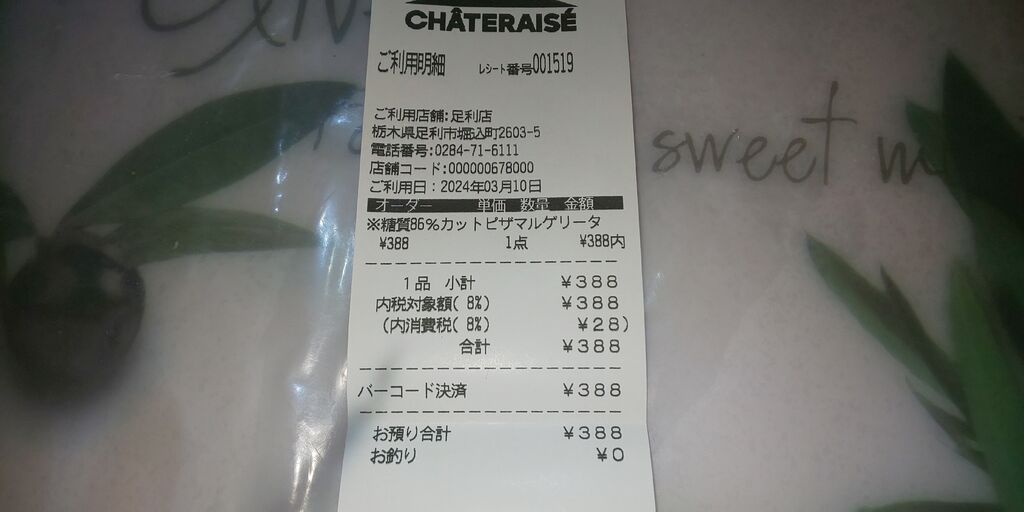 CHÂTERAISÉ
ご利用明細 レシート番号001519
ご利用店舗:足利店
栃木県足利市堀込町2603-5
電話番号:0284-71-6111
店舗コード:000000678000
ご利用日:2024年03月10日
オーダー 単価 数量 金額
※糖質86%カットピザマルゲリータ
¥388 1点 ¥388内
1品 小計 ¥388
内税対象額( 8%) ¥388
(内消費税( 8%) ¥28)
合計 ¥388
バーコード決済 ¥388
お預り合計 ¥388
お釣り ¥0
sweet